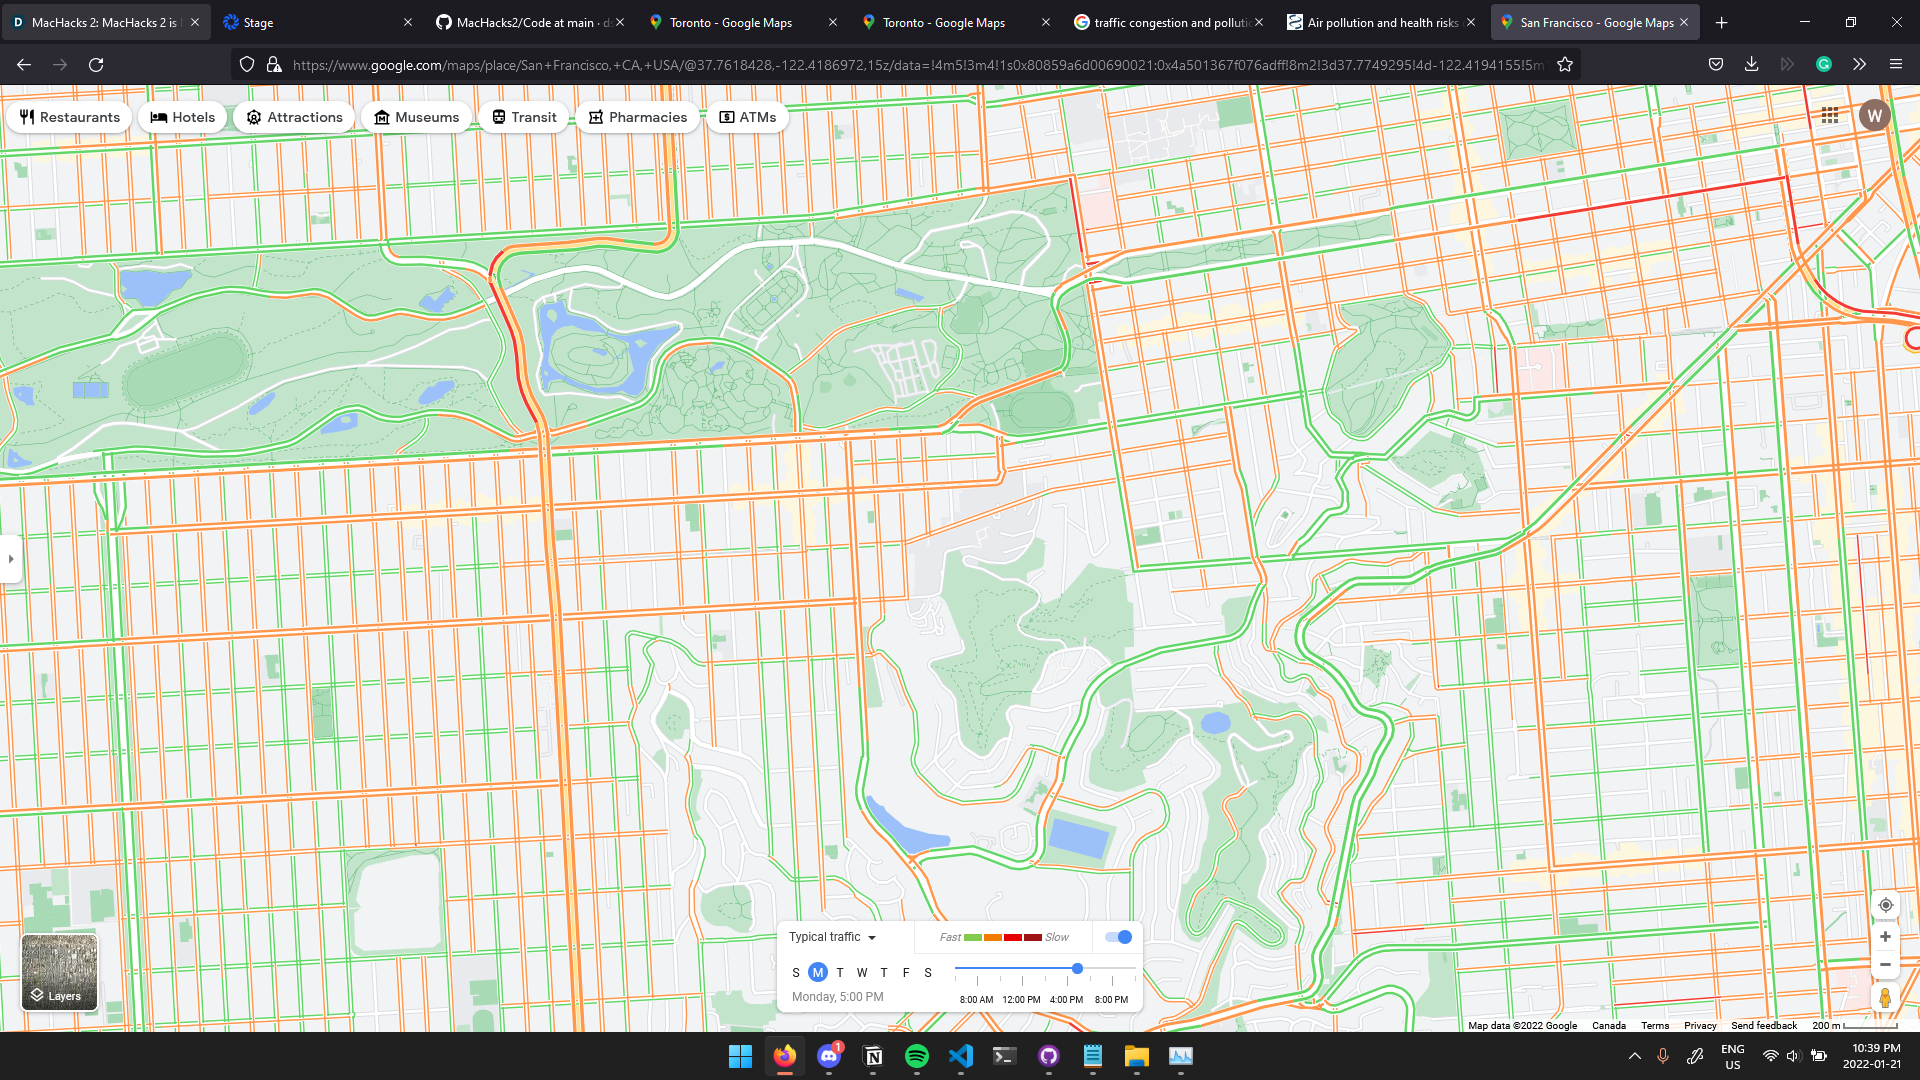 MacHacks 2: MacHacks 2 is
Stage
MacHacks2/Code at main · ds
Toronto - Google Maps
Toronto - Google Maps
traffic congestion and pollutio
Air pollution and health risks
San Francisco - Google Maps
https://www.google.com/maps/place/San+Francisco,+CA,+USA/@37.7618428,-122.4186972,15z/data=!4m5!3m4!1s0x80859a6d00690021:0x4a501367f076adff!8m2!3d37.7749295!4d-122.4194155!5m1
Restaurants
Hotels
Attractions
Museums
Transit
Pharmacies
ATMs
W
Typical traffic
Fast
Slow
S M T W T F S
Monday, 5:00 PM
8:00 AM 12:00 PM 4:00 PM 8:00 PM
Layers
Map data ©2022 Google Canada Terms Privacy Send feedback 200 m
1
ENG
US
10:39 PM
2022-01-21